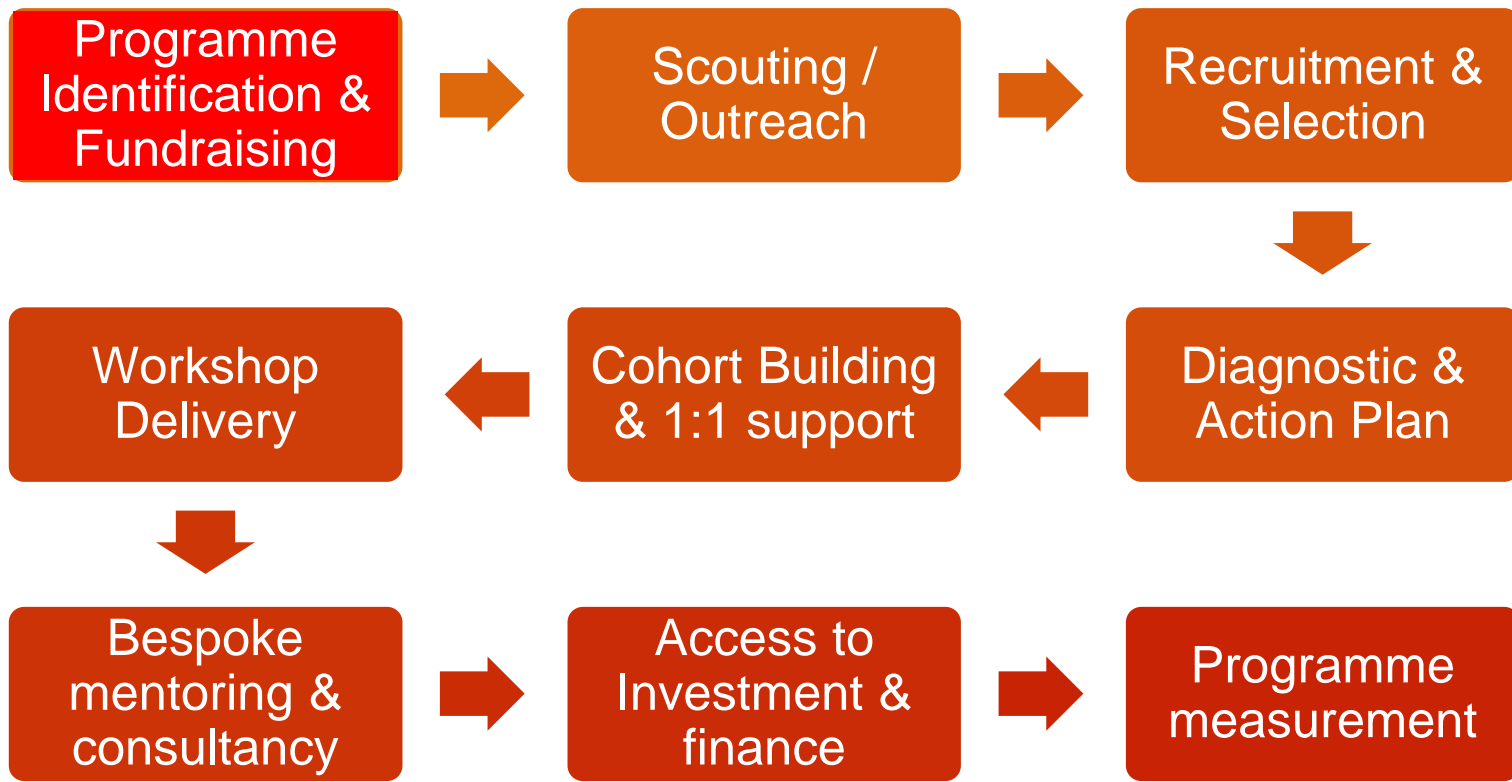 Programme
Identification &
Fundraising
Scouting /
Outreach
Recruitment &
Selection
Diagnostic &
Action Plan
Cohort Building
& 1:1 support
Workshop
Delivery
Bespoke
mentoring &
consultancy
Access to
Investment &
finance
Programme
measurement